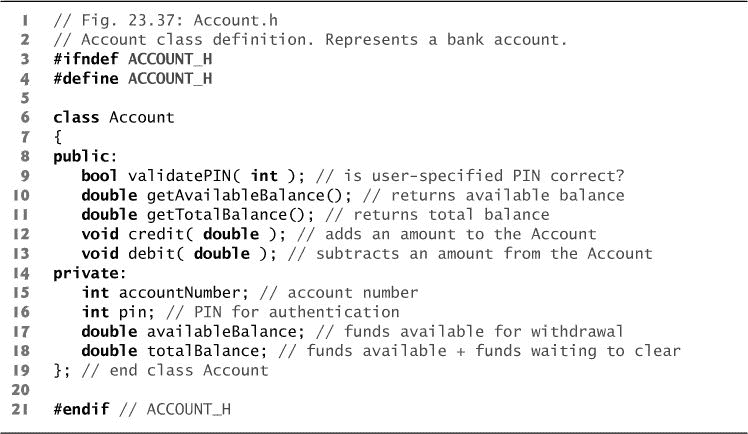 1 // Fig. 23.37: Account.h
2 // Account class definition. Represents a bank account.
3 #ifndef ACCOUNT_H
4 #define ACCOUNT_H
5
6 class Account
7 {
8 public:
9 bool validatePIN( int ); // is user-specified PIN correct?
10 double getAvailableBalance(); // returns available balance
11 double getTotalBalance(); // returns total balance
12 void credit( double ); // adds an amount to the Account
13 void debit( double ); // subtracts an amount from the Account
14 private:
15 int accountNumber; // account number
16 int pin; // PIN for authentication
17 double availableBalance; // funds available for withdrawal
18 double totalBalance; // funds available + funds waiting to clear
19 }; // end class Account
20
21 #endif // ACCOUNT_H